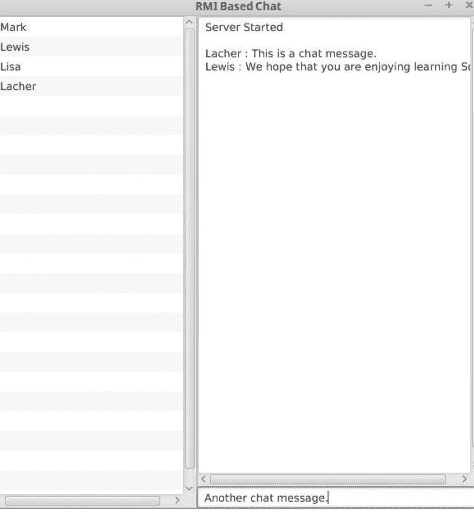 RMI Based Chat
Mark
Lewis
Lisa
Lacher
Server Started
Lacher : This is a chat message.
Lewis : We hope that you are enjoying learning
Another chat message.